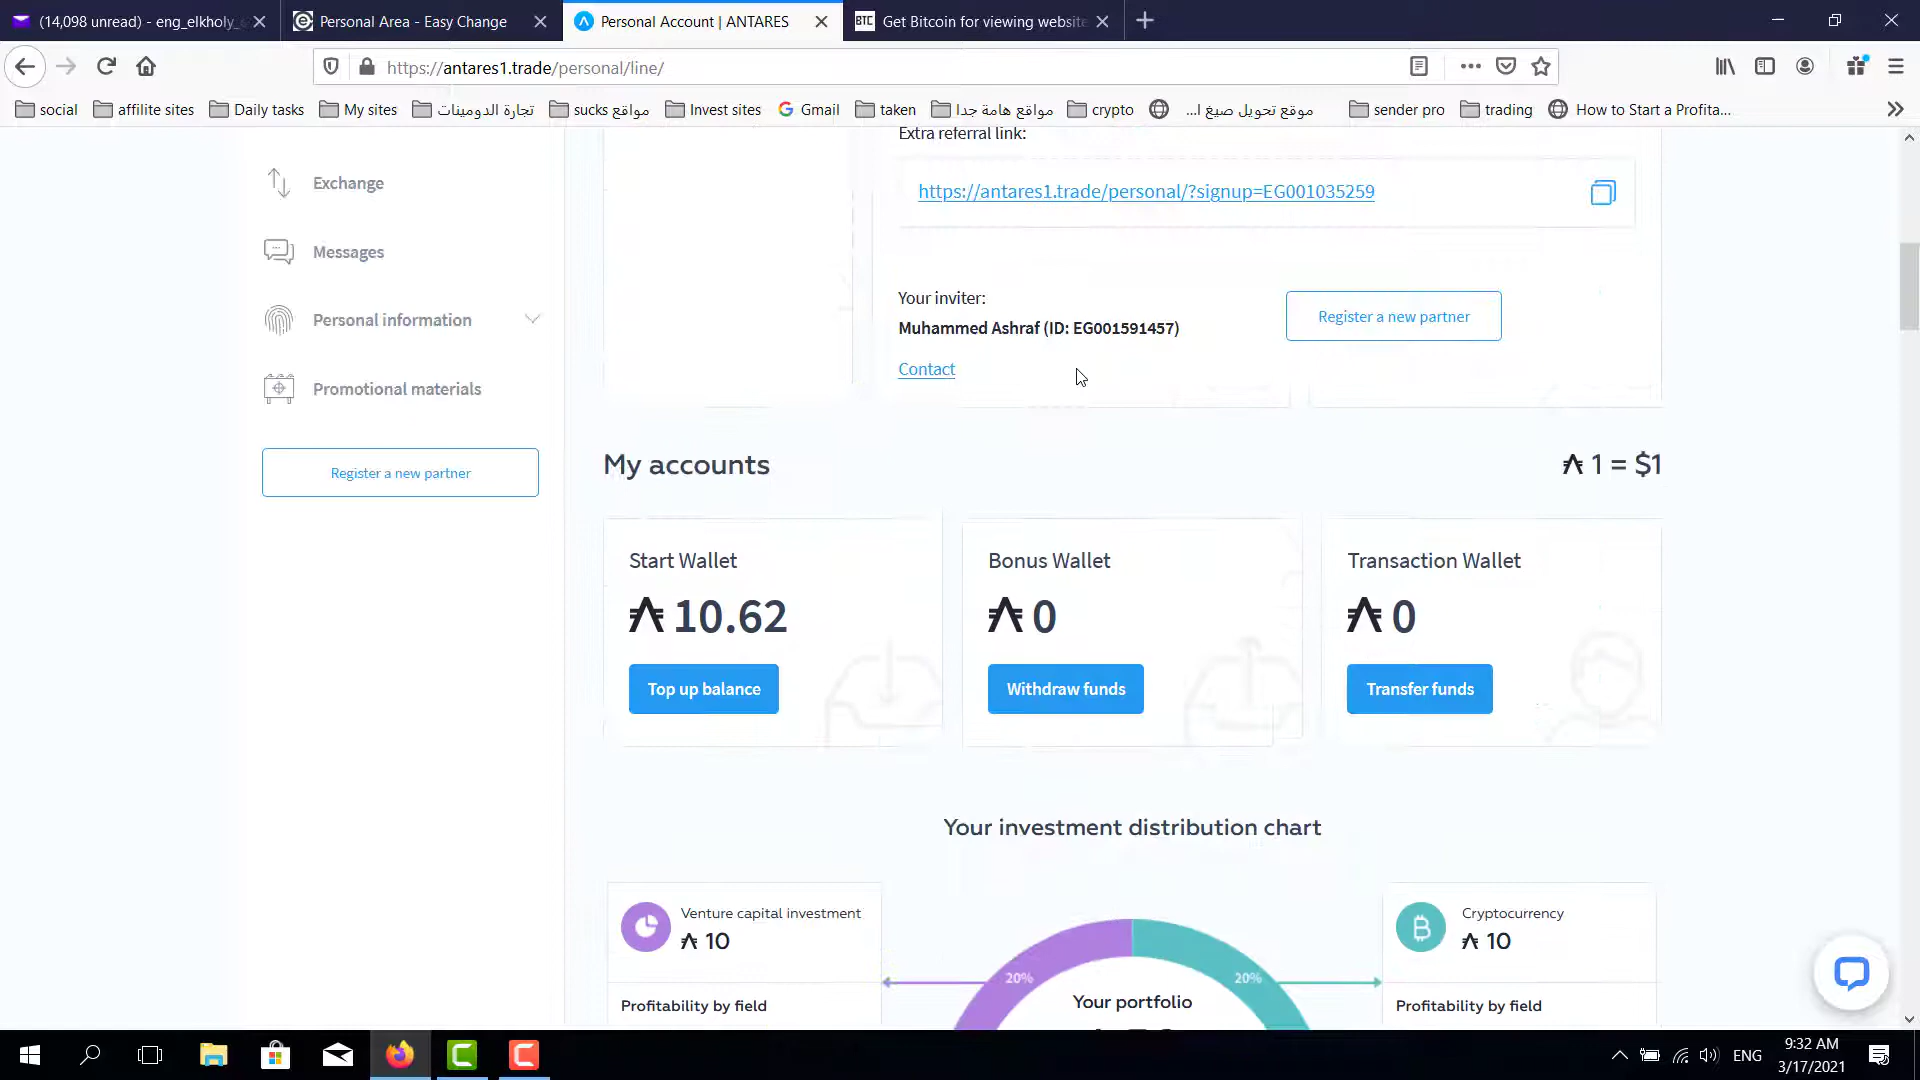 (14,098 unread) - eng_elkholy_
Personal Area - Easy Change
Personal Account | ANTARES
BTC
Get Bitcoin for viewing website
https://antares1.trade/personal/line/
social
affilite sites
Daily tasks
My sites
تجارة الدومينات
مواقع sucks
Invest sites
Gmail
taken
مواقع هامة جدا
crypto
موقع تحويل صيغ ا...
sender pro
trading
How to Start a Profita...
Extra referral link:
Exchange
https://antares1.trade/personal/?signup=EG001035259
Messages
Your inviter:
Personal information
Muhammed Ashraf (ID: EG001591457)
Register a new partner
Contact
Promotional materials
Register a new partner
My accounts
1 = $1
Start Wallet
10.62
Top up balance
Bonus Wallet
0
Withdraw funds
Transaction Wallet
0
Transfer funds
Your investment distribution chart
Venture capital investment
10
Profitability by field
20%
20%
Your portfolio
Cryptocurrency
10
Profitability by field
ENG
9:32 AM
3/17/2021